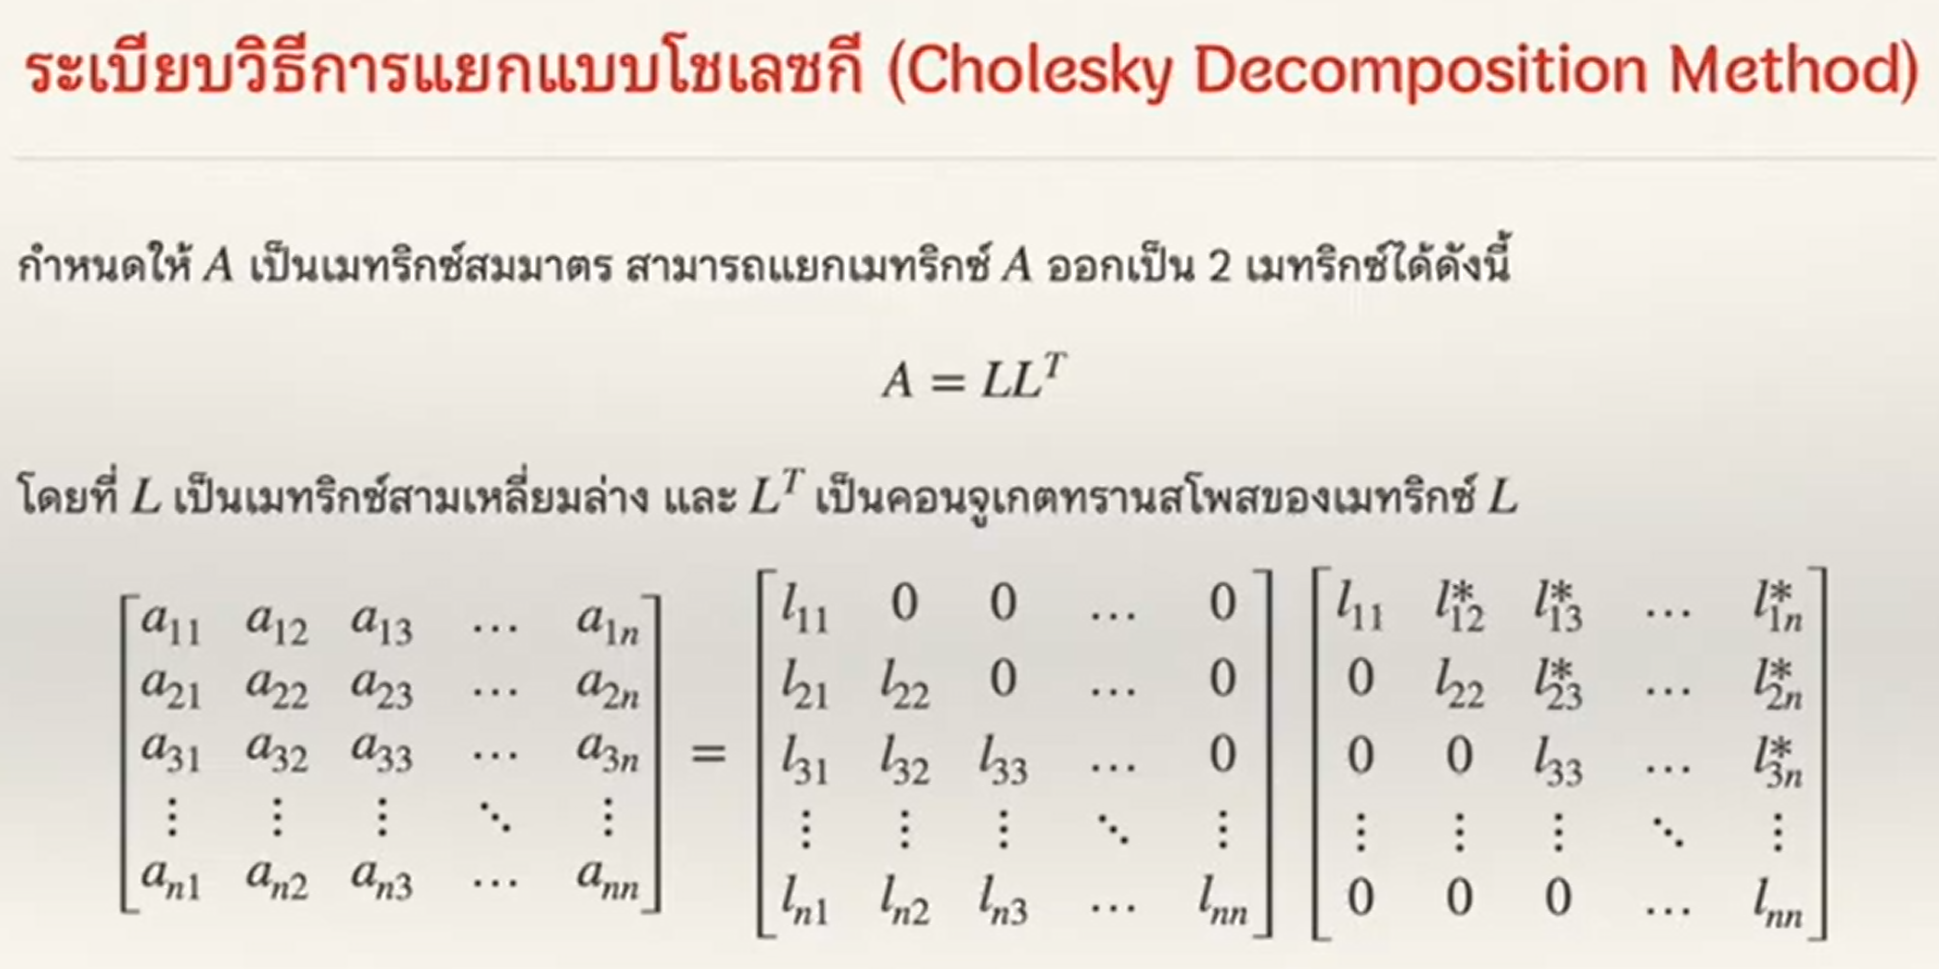 ระเบียบวิธีการแยกแบบโชเลซกี (Cholesky Decomposition Method)
กำหนดให้ A เป็นเมทริกซ์สมมาตร สามารถแยกเมทริกซ์ A ออกเป็น 2 เมทริกซ์ได้ดังนี้
A = LL^T
โดยที่ L เป็นเมทริกซ์สามเหลี่ยมล่าง และ L^T เป็นคอนจูเกตทรานสโพสของเมทริกซ์ L
[a₁₁ a₁₂ a₁₃ … a₁ₙ; a₂₁ a₂₂ a₂₃ … a₂ₙ; a₃₁ a₃₂ a₃₃ … a₃ₙ; ⋮ ⋮ ⋮ ⋱ ⋮; aₙ₁ aₙ₂ aₙ₃ … aₙₙ] = [l₁₁ 0 0 … 0; l₂₁ l₂₂ 0 … 0; l₃₁ l₃₂ l₃₃ … 0; ⋮ ⋮ ⋮ ⋱ ⋮; lₙ₁ lₙ₂ lₙ₃ … lₙₙ] [l₁₁ l*₁₂ l*₁₃ … l*₁ₙ; 0 l₂₂ l*₂₃ … l*₂ₙ; 0 0 l₃₃ … l*₃ₙ; ⋮ ⋮ ⋮ ⋱ ⋮; 0 0 0 … lₙₙ]